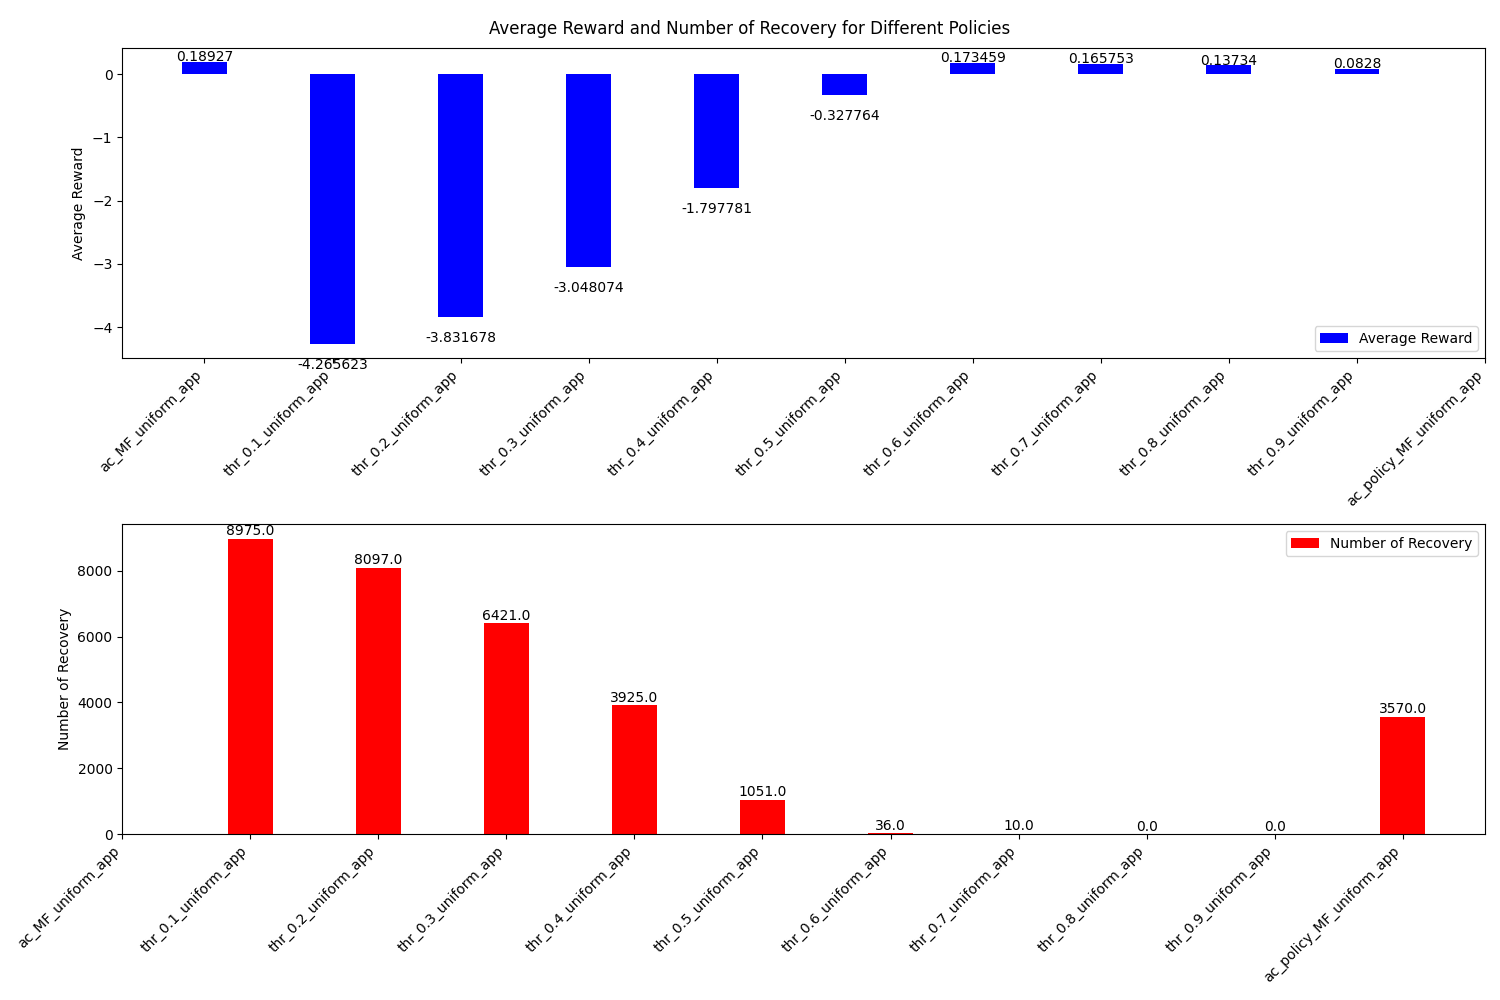 Average Reward and Number of Recovery for Different Policies
0.18927
0.173459
0.165753
0.13734
0.0828
-0.327764
-1.797781
-3.048074
-3.831678
-4.265623
0
−1
−2
−3
−4
Average Reward
Average Reward
ac_MF_uniform_app
thr_0.1_uniform_app
thr_0.2_uniform_app
thr_0.3_uniform_app
thr_0.4_uniform_app
thr_0.5_uniform_app
thr_0.6_uniform_app
thr_0.7_uniform_app
thr_0.8_uniform_app
thr_0.9_uniform_app
ac_policy_MF_uniform_app
8975.0
8097.0
6421.0
3925.0
1051.0
36.0
10.0
0.0
0.0
3570.0
Number of Recovery
8000
6000
4000
2000
0
Number of Recovery
ac_MF_uniform_app
thr_0.1_uniform_app
thr_0.2_uniform_app
thr_0.3_uniform_app
thr_0.4_uniform_app
thr_0.5_uniform_app
thr_0.6_uniform_app
thr_0.7_uniform_app
thr_0.8_uniform_app
thr_0.9_uniform_app
ac_policy_MF_uniform_app